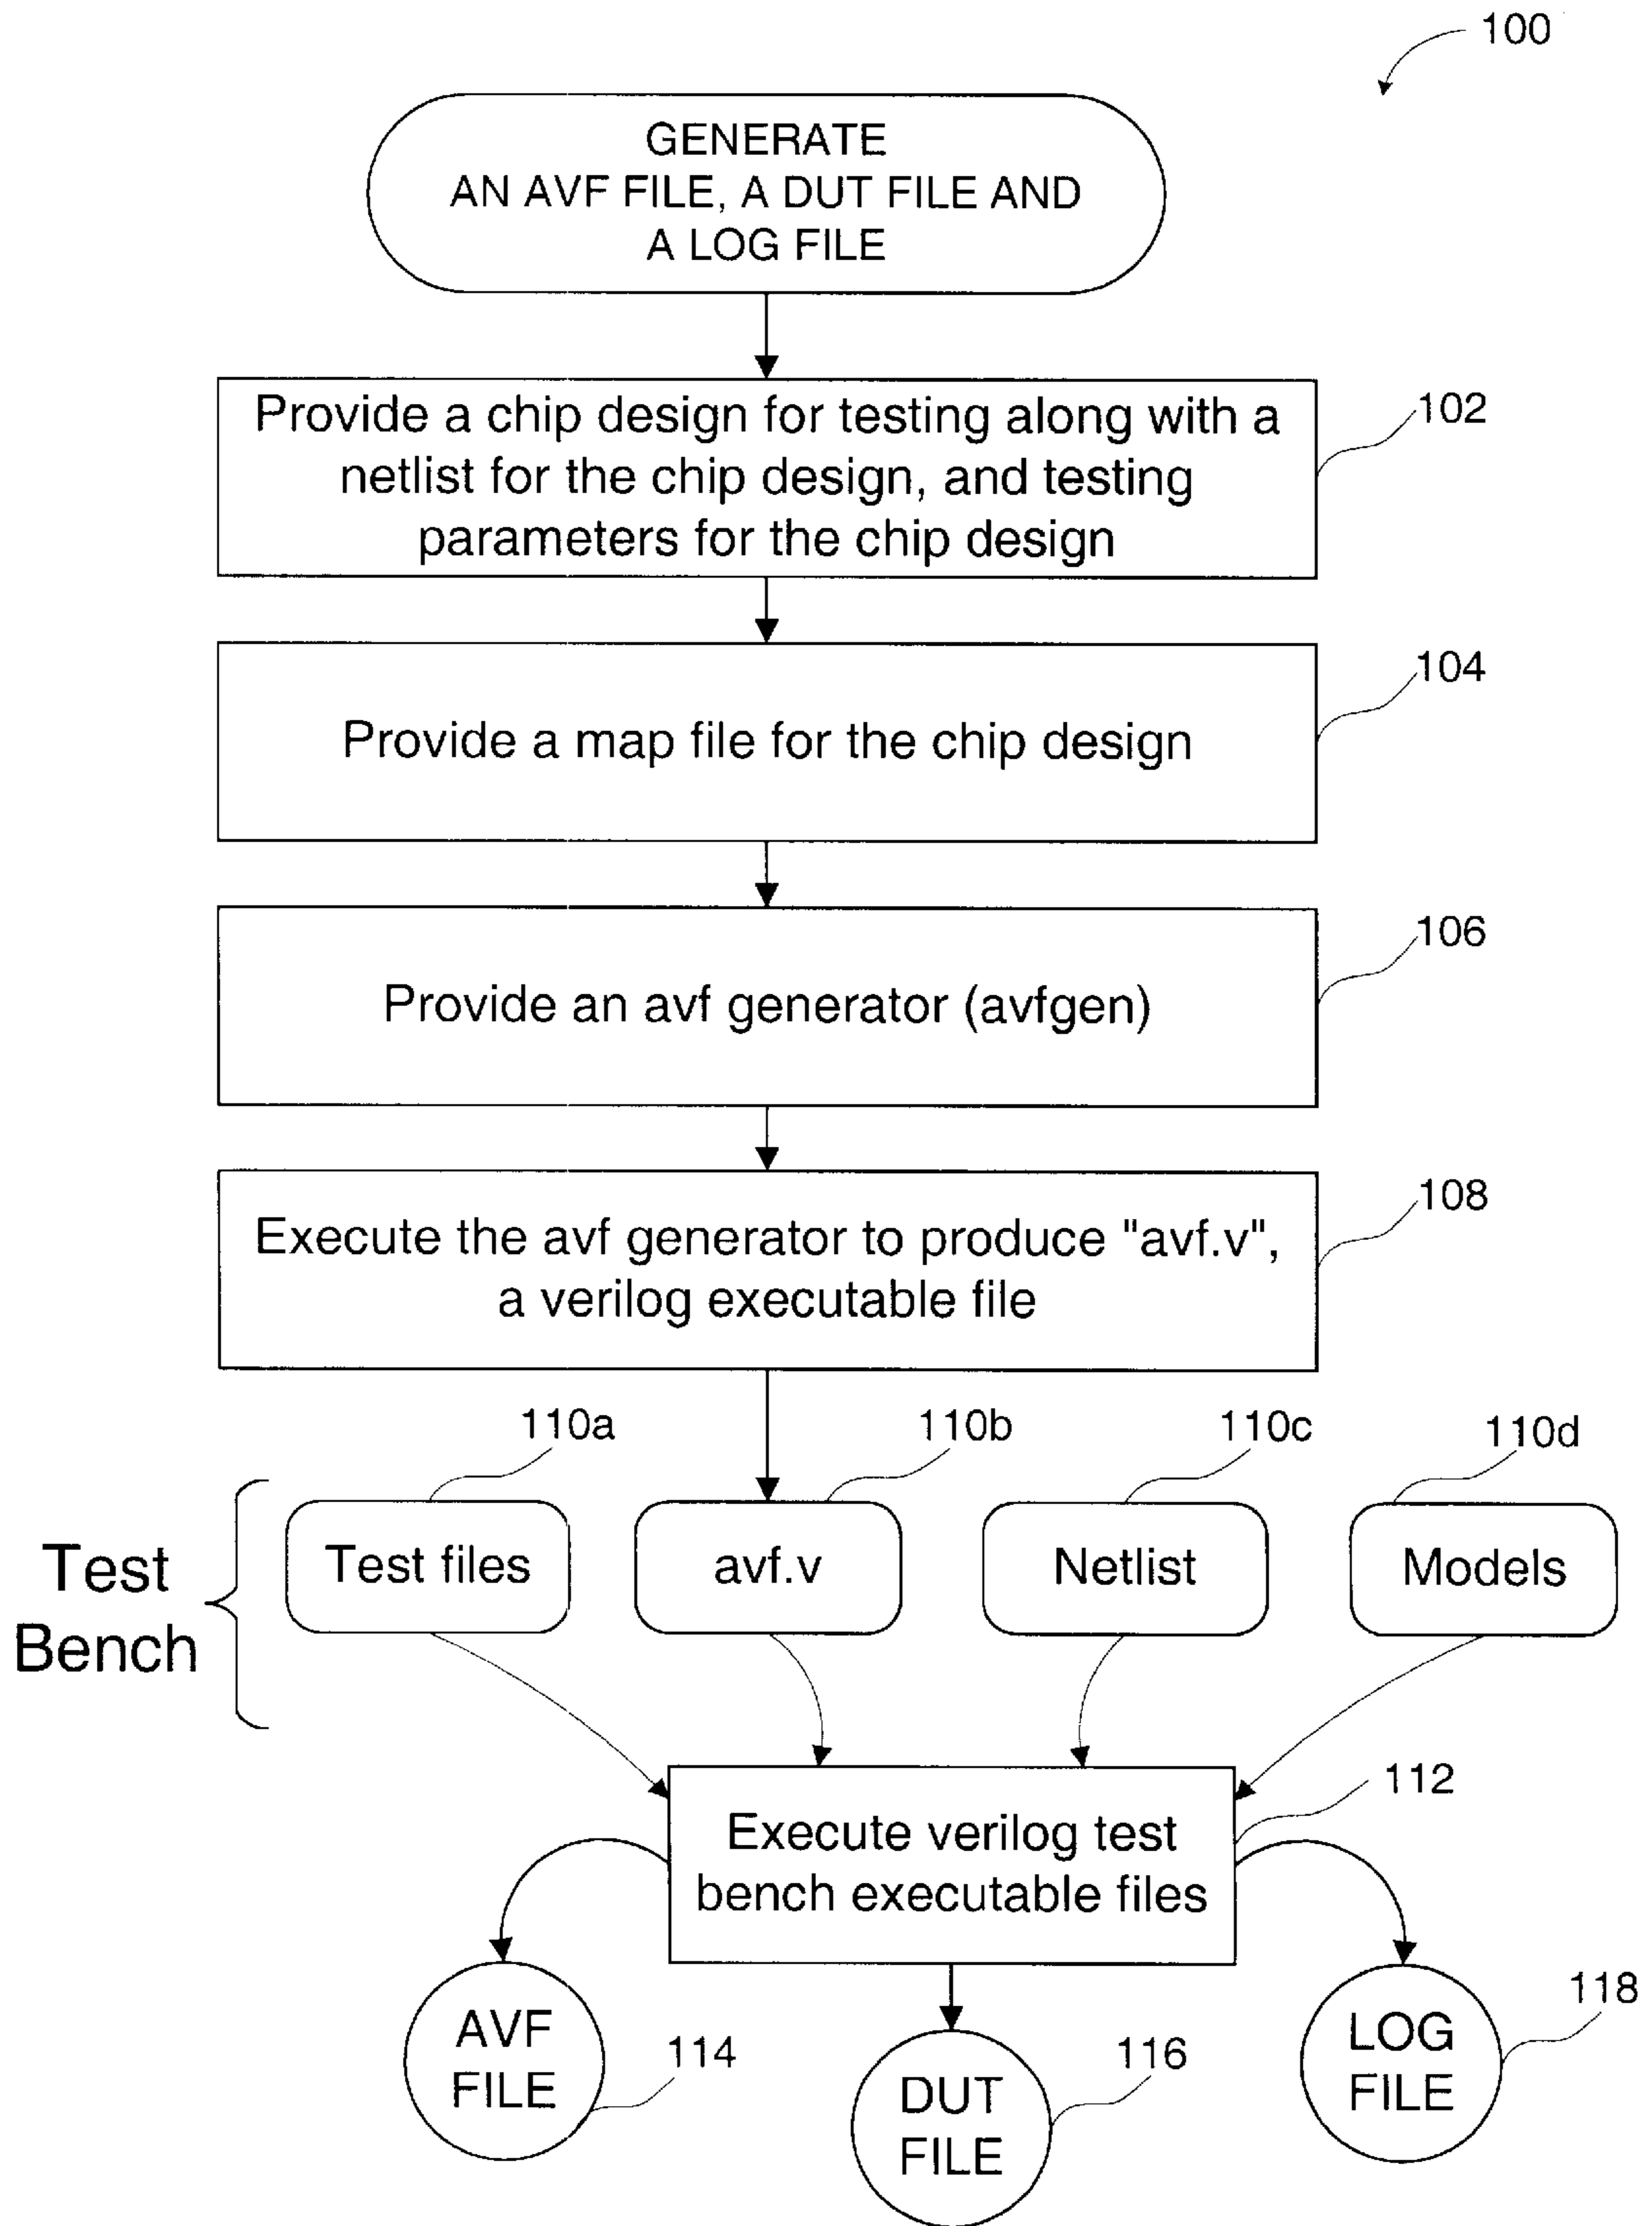 100
GENERATE
AN AVF FILE, A DUT FILE AND
A LOG FILE
Provide a chip design for testing along with a
netlist for the chip design, and testing
parameters for the chip design
102
Provide a map file for the chip design
104
Provide an avf generator (avfgen)
106
Execute the avf generator to produce "avf.v",
a verilog executable file
108
110a
110b
110c
110d
Test
Bench
Test files
avf.v
Netlist
Models
Execute verilog test
bench executable files
112
AVF
FILE
114
DUT
FILE
116
LOG
FILE
118